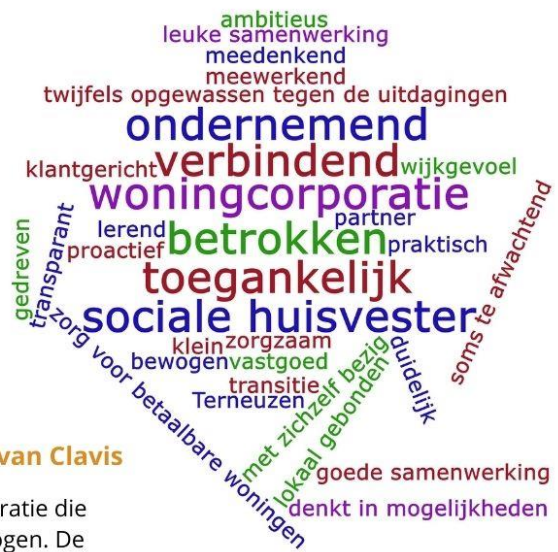 ambitieus
leuke samenwerking
meedenkend
meewerkend
twijfels opgewassen tegen de uitdagingen
ondernemend
klantgericht verbindend wijkgevoel
woningcorporatie
partner
lerend
proactief betrokken praktisch
gedreven
transparant
toegankelijk
soms te afwachtend
sociale huisvester
klein zorgzaam
bewogen vastgoed
transitie
Terneuzen
zorg voor betaalbare woningen
met zichzelf bezig
lokaal gebonden
duidelijk
goede samenwerking
denkt in mogelijkheden
van Clavis
ratie die
ogen. De